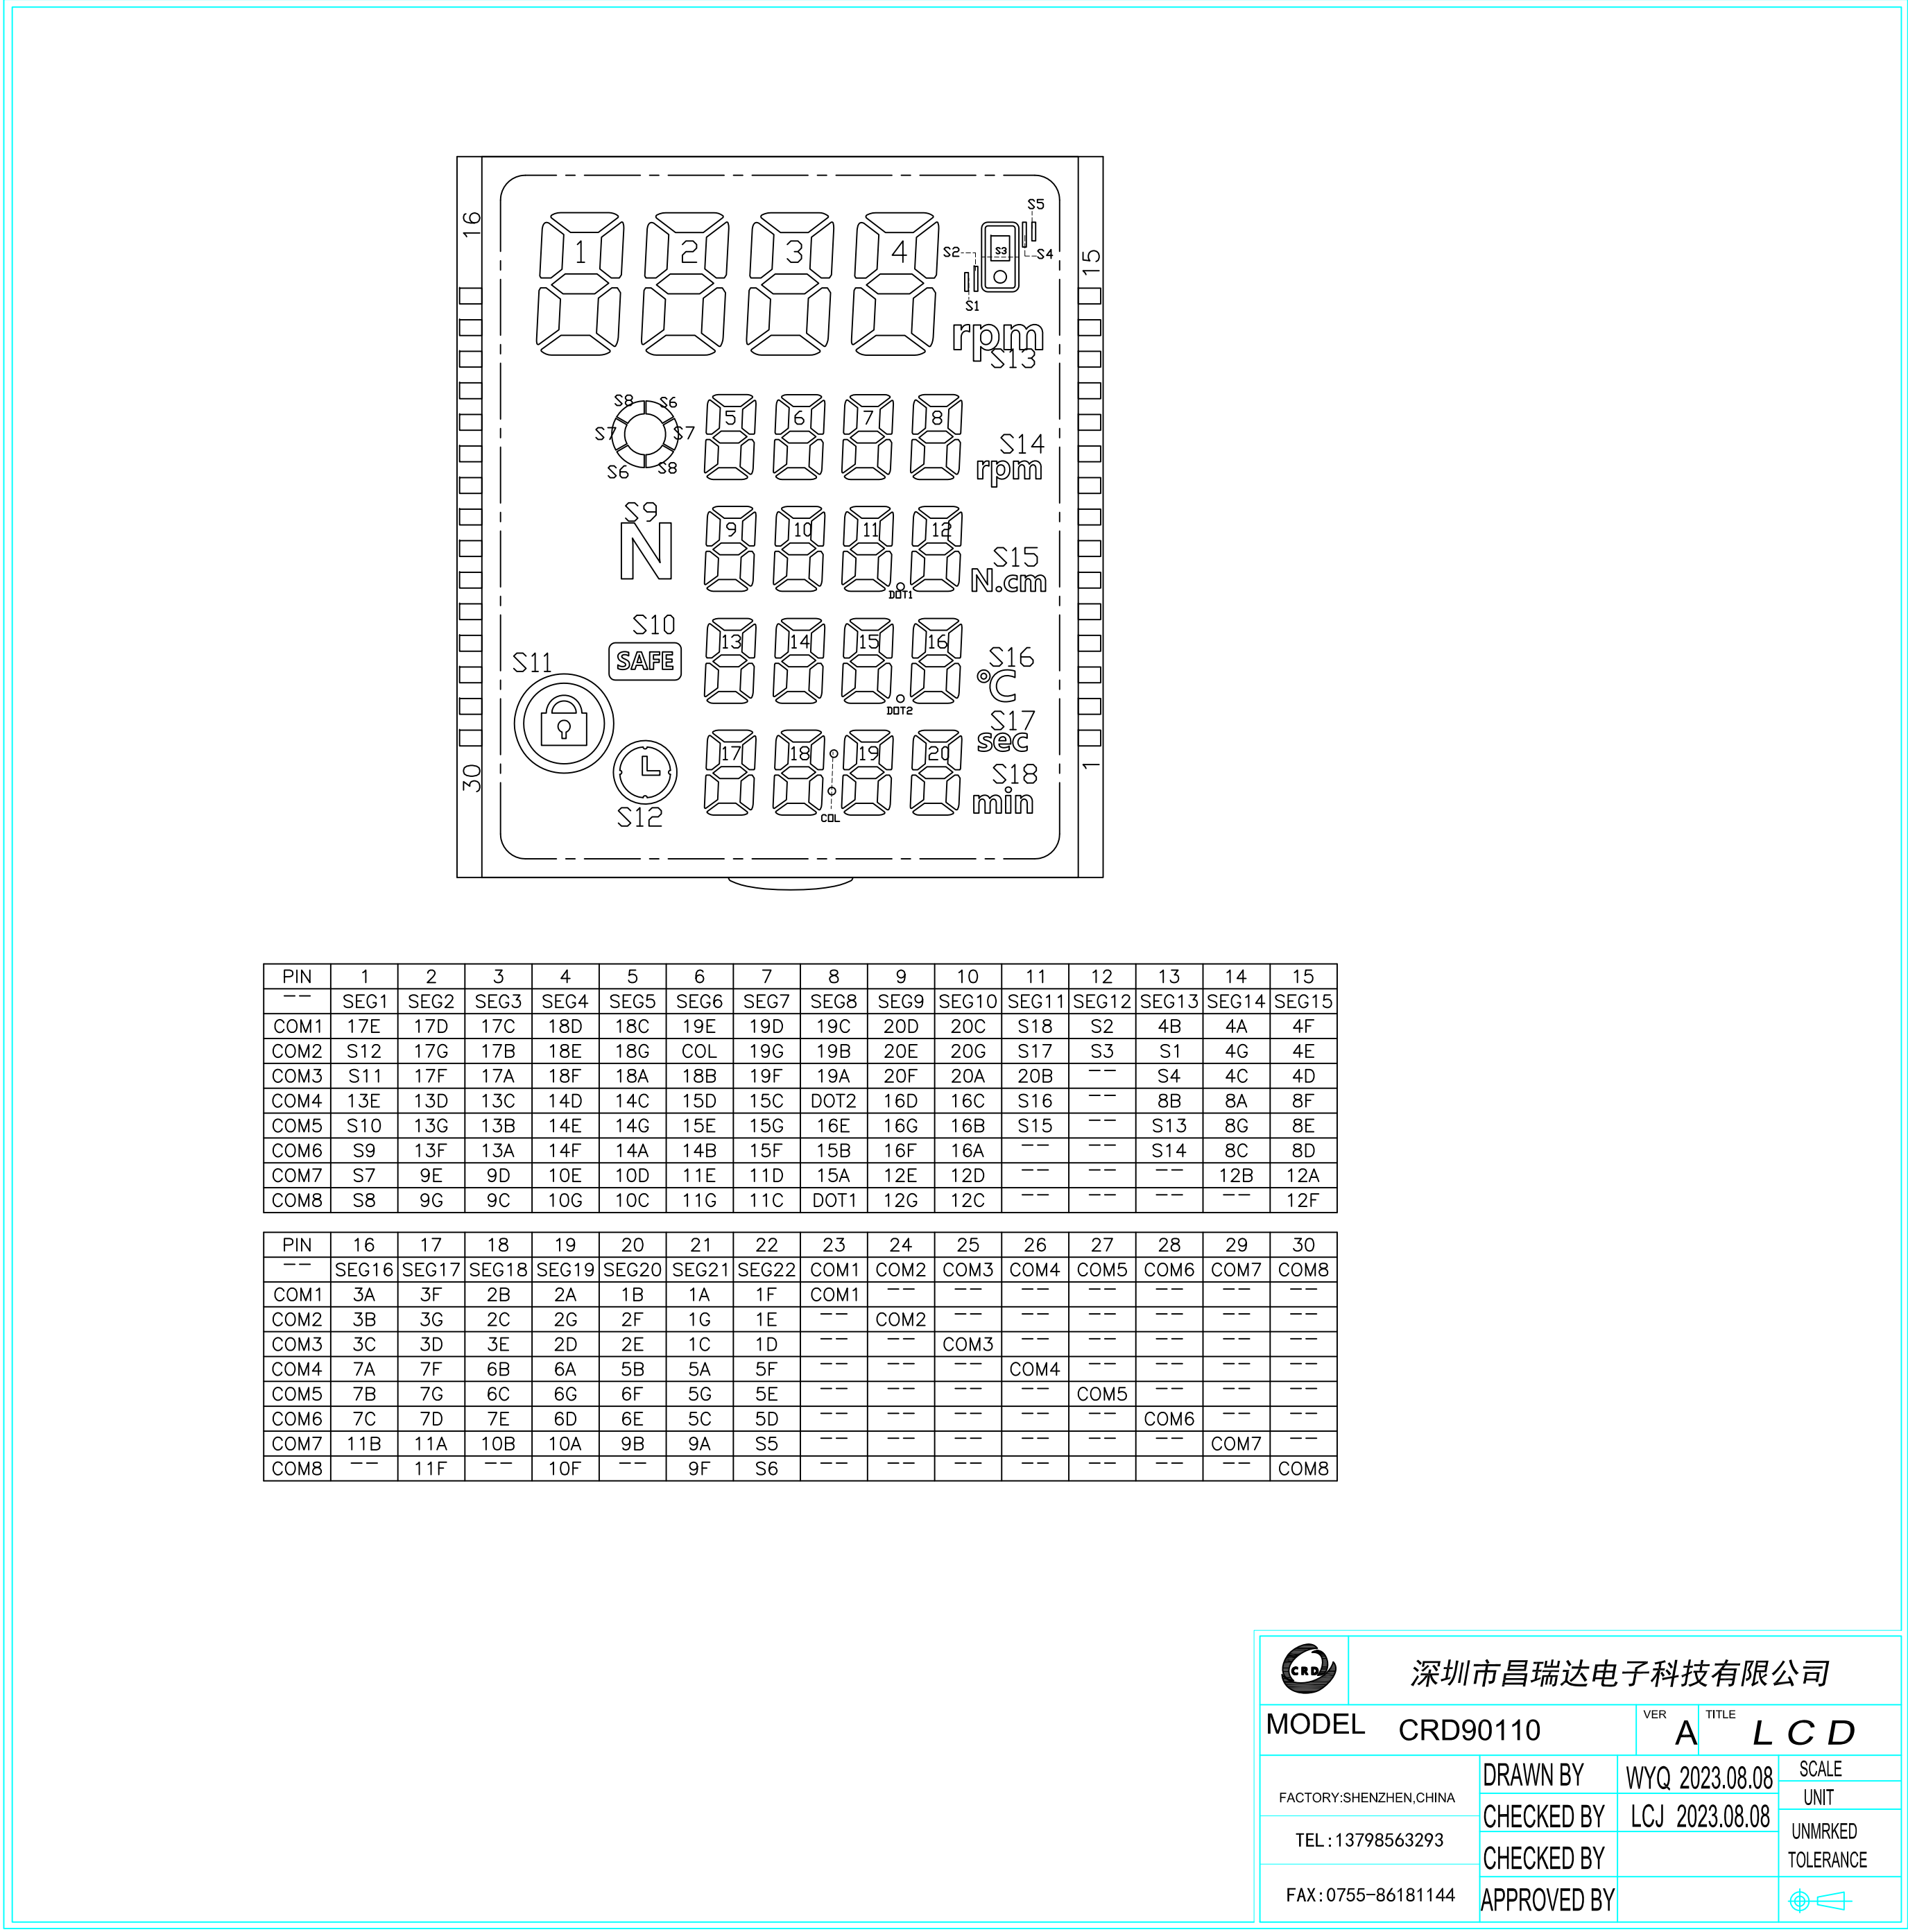 16
15
30
1
1 2 3 4
S5
S2 S3 S4
S1
rpm
S13
S8 S6
S7 S7
S6 S8
5 6 7 8
S14
rpm
S9
N
9 10 11 12
S15
N.cm
DOT1
S10
SAFE
13 14 15 16
S16
℃
DOT2
S11
S17
sec
17 18 19 20
S18
min
S12
COL
PIN 1 2 3 4 5 6 7 8 9 10 11 12 13 14 15
-- SEG1 SEG2 SEG3 SEG4 SEG5 SEG6 SEG7 SEG8 SEG9 SEG10 SEG11 SEG12 SEG13 SEG14 SEG15
COM1 17E 17D 17C 18D 18C 19E 19D 19C 20D 20C S18 S2 4B 4A 4F
COM2 S12 17G 17B 18E 18G COL 19G 19B 20E 20G S17 S3 S1 4G 4E
COM3 S11 17F 17A 18F 18A 18B 19F 19A 20F 20A 20B -- S4 4C 4D
COM4 13E 13D 13C 14D 14C 15D 15C DOT2 16D 16C S16 -- 8B 8A 8F
COM5 S10 13G 13B 14E 14G 15E 15G 16E 16G 16B S15 -- S13 8G 8E
COM6 S9 13F 13A 14F 14A 14B 15F 15B 16F 16A -- -- S14 8C 8D
COM7 S7 9E 9D 10E 10D 11E 11D 15A 12E 12D -- -- -- 12B 12A
COM8 S8 9G 9C 10G 10C 11G 11C DOT1 12G 12C -- -- -- -- 12F
PIN 16 17 18 19 20 21 22 23 24 25 26 27 28 29 30
-- SEG16 SEG17 SEG18 SEG19 SEG20 SEG21 SEG22 COM1 COM2 COM3 COM4 COM5 COM6 COM7 COM8
COM1 3A 3F 2B 2A 1B 1A 1F COM1 -- -- -- -- -- -- --
COM2 3B 3G 2C 2G 2F 1G 1E -- COM2 -- -- -- -- -- --
COM3 3C 3D 3E 2D 2E 1C 1D -- -- COM3 -- -- -- -- --
COM4 7A 7F 6B 6A 5B 5A 5F -- -- -- COM4 -- -- -- --
COM5 7B 7G 6C 6G 6F 5G 5E -- -- -- -- COM5 -- -- --
COM6 7C 7D 7E 6D 6E 5C 5D -- -- -- -- -- COM6 -- --
COM7 11B 11A 10B 10A 9B 9A S5 -- -- -- -- -- -- COM7 --
COM8 -- 11F -- 10F -- 9F S6 -- -- -- -- -- -- -- COM8
CRD
深圳市昌瑞达电子科技有限公司
MODEL CRD90110 VER A TITLE LCD
DRAWN BY WYQ 2023.08.08 SCALE
FACTORY:SHENZHEN,CHINA
UNIT
CHECKED BY LCJ 2023.08.08
TEL:13798563293
UNMRKED
TOLERANCE
CHECKED BY
FAX:0755-86181144
APPROVED BY